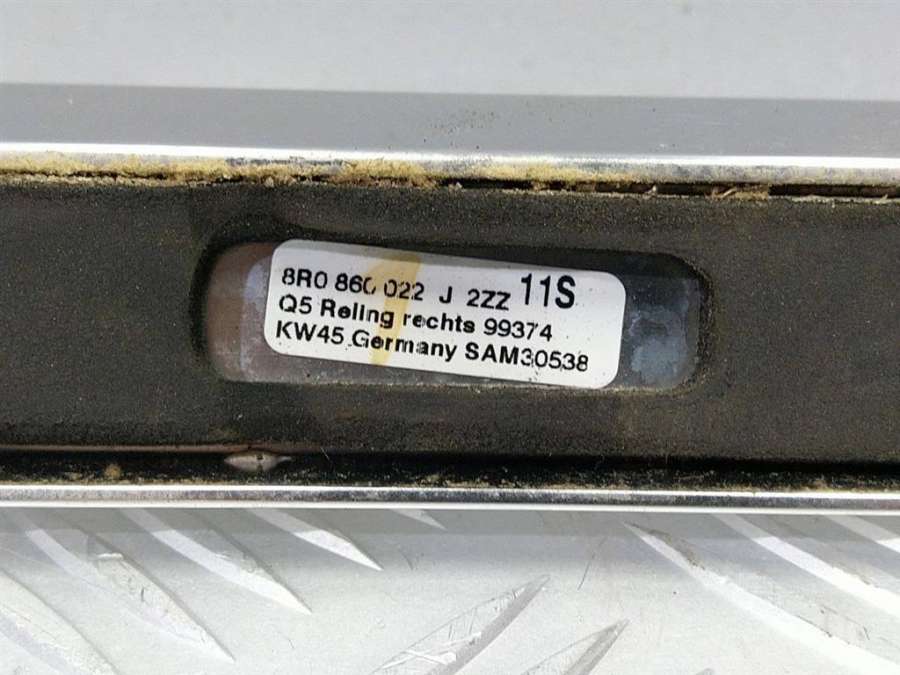 8R0 860 022 J 2ZZ 11S
Q5 Reling rechts 99374
KW45 Germany SAM30538